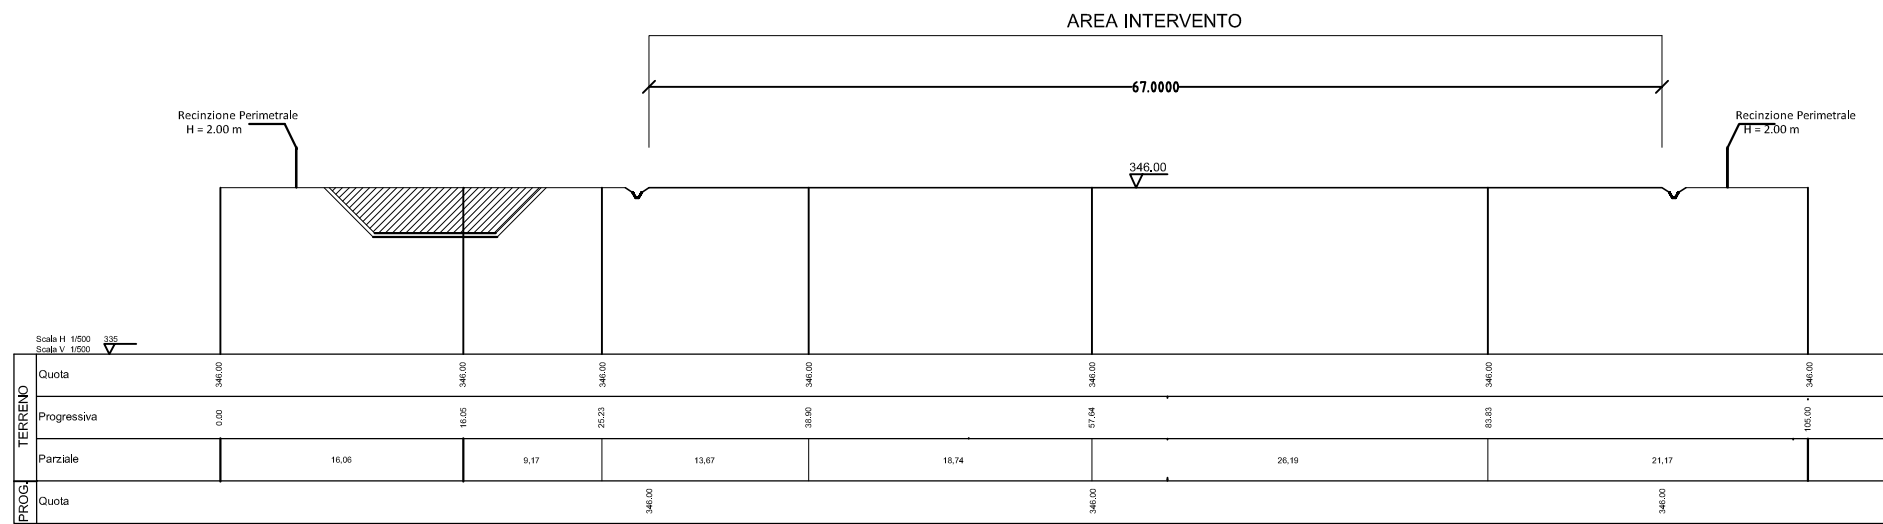 AREA INTERVENTO
67.0000
Recinzione Perimetrale
H = 2.00 m
Recinzione Perimetrale
H = 2.00 m
346.00
Scala H 1/500 335
Scala V 1/500
TERRENO
Quota 346.00 346.00 346.00 346.00 346.00 346.00 346.00
Progressiva 0.00 16.05 25.23 38.90 57.64 83.83 105.00
Parziale 16,06 9,17 13,67 18,74 26,19 21,17
PROG.
Quota 346.00 346.00 346.00